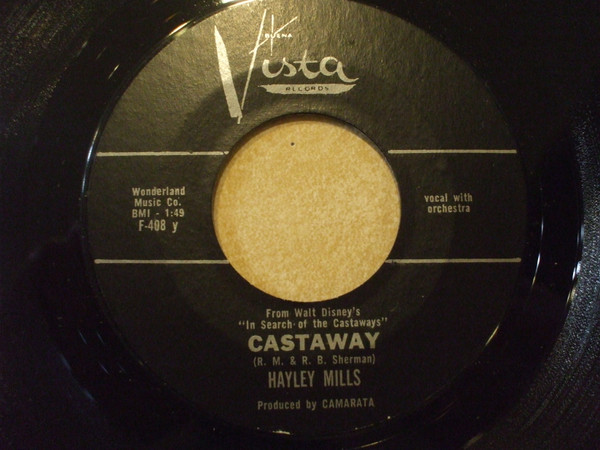 BUENA
Vista
RECORDS
Wonderland
Music Co.
BMI - 1:49
F-408 y
vocal with
orchestra
From Walt Disney's
"In Search of the Castaways"
CASTAWAY
(R. M. & R. B. Sherman)
HAYLEY MILLS
Produced by CAMARATA